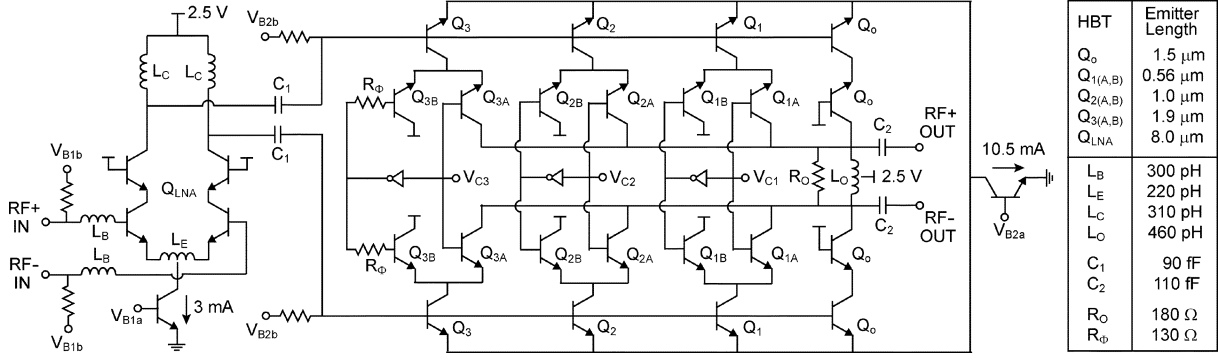 2.5 V
L_C
L_C
C_1
C_1
V_B1b
Q_LNA
RF+ IN
L_B
L_E
RF- IN
L_B
V_B1a
3 mA
V_B1b
V_B2b
V_B2b
Q_3
Q_2
Q_1
Q_o
R_Φ
Q_3B
Q_3A
Q_2B
Q_2A
Q_1B
Q_1A
Q_o
V_C3
V_C2
V_C1
R_O
L_O
2.5 V
C_2
RF+ OUT
RF- OUT
C_2
R_Φ
Q_3B
Q_3A
Q_2B
Q_2A
Q_1B
Q_1A
Q_o
Q_3
Q_2
Q_1
Q_o
10.5 mA
V_B2a
HBT Emitter Length
Q_o 1.5 μm
Q_1(A,B) 0.56 μm
Q_2(A,B) 1.0 μm
Q_3(A,B) 1.9 μm
Q_LNA 8.0 μm
L_B 300 pH
L_E 220 pH
L_C 310 pH
L_O 460 pH
C_1 90 fF
C_2 110 fF
R_O 180 Ω
R_Φ 130 Ω